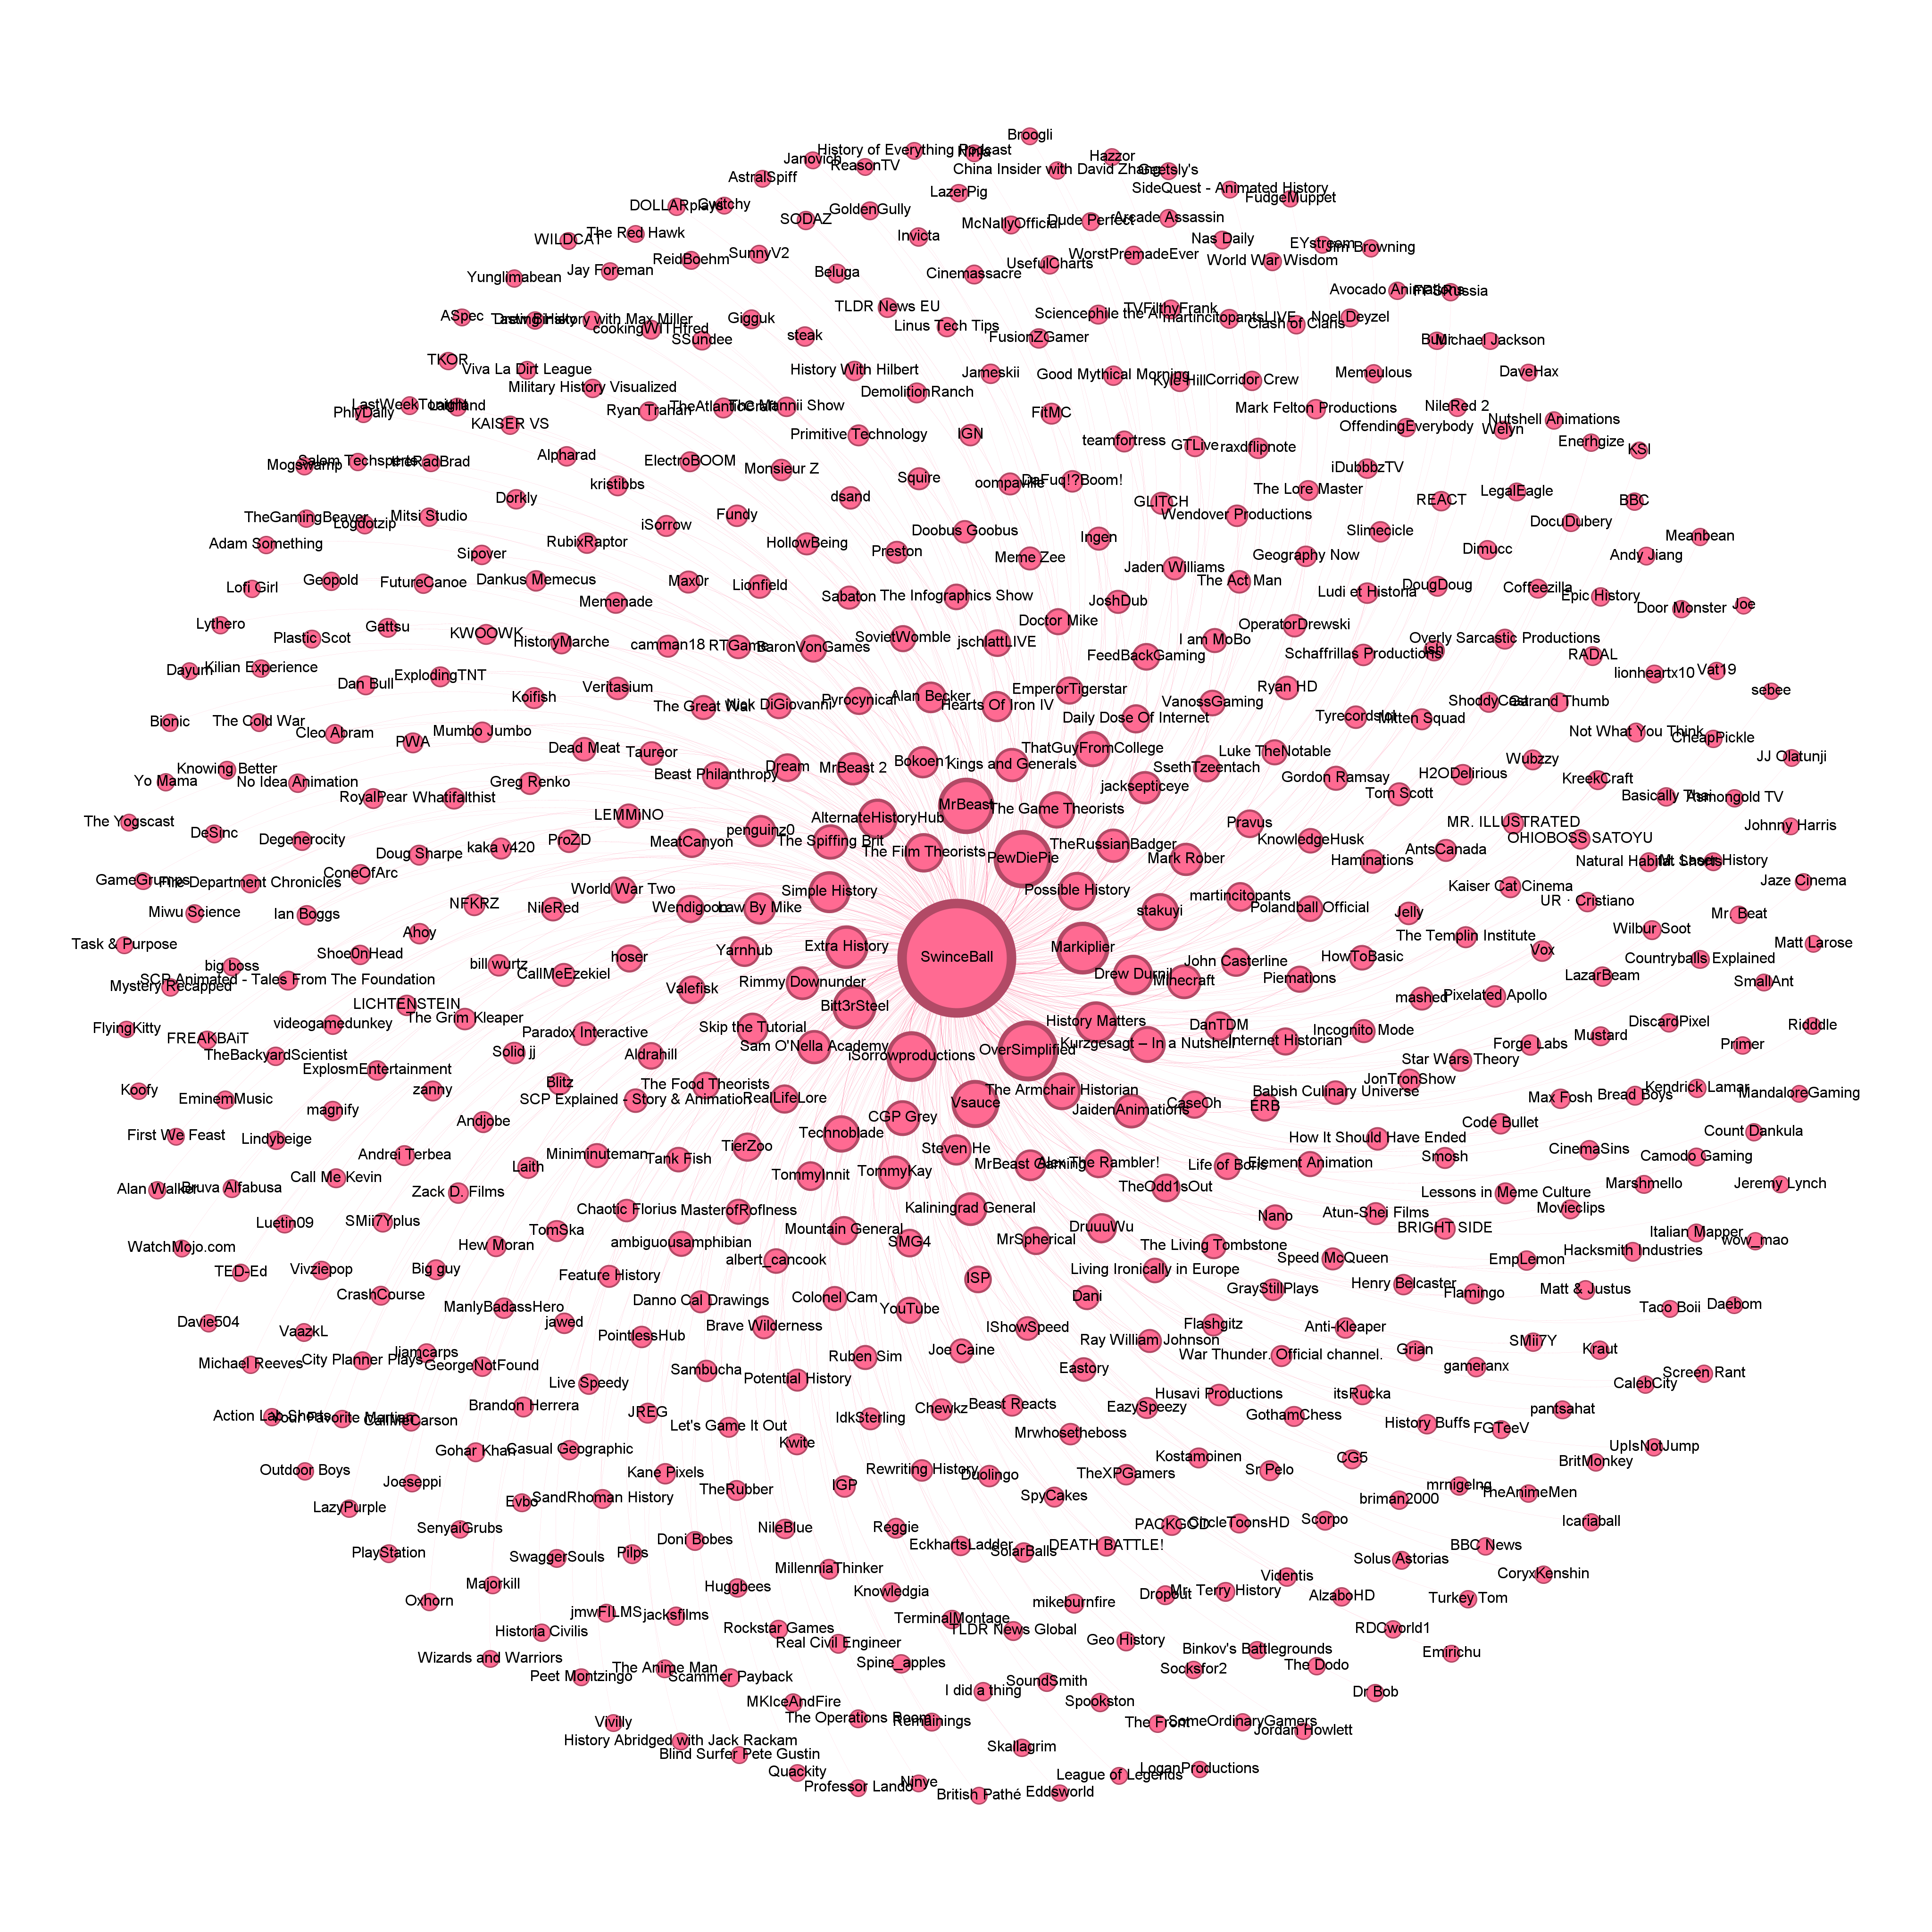 Broogli
History of Everything Podcast
Ninja
Janovich
ReasonTV
Hazzor
China Insider with David Zhang
Geetsly's
AstralSpiff
LazerPig
SideQuest - Animated History
FudgeMuppet
DOLLARplays
Gwitchy
GoldenGully
SODAZ
McNallyOfficial
Dude Perfect
Arcade Assassin
WILDCAT
The Red Hawk
Invicta
Nas Daily
EYstreem
Jim Browning
SunnyV2
WorstPremadeEver
ReidBoehm
World War Wisdom
UsefulCharts
Yunglimabean
Jay Foreman
Beluga
Cinemassacre
Avocado Animations
FPSRussia
TLDR News EU
Sciencephile the AI
TVFilthyFrank
martincitopantsLIVE
Noel Deyzel
ASpec
Drew Binsky
Tasting History with Max Miller
Gigguk
cookingWITHfred
Linus Tech Tips
Clash of Clans
SSundee
steak
FusionZGamer
Buur
Michael Jackson
TKOR
Viva La Dirt League
History With Hilbert
Jameskii
Good Mythical Morning
Kyle Hill
Corridor Crew
Memeulous
DaveHax
Military History Visualized
DemolitionRanch
LastWeekTonight
Laginand
PhlyDaily
Ryan Trahan
TheAtlanticCraft
The Mannii Show
FitMC
Mark Felton Productions
NileRed 2
Nutshell Animations
KAISER VS
OffendingEverybody
Welyn
Primitive Technology
IGN
teamfortress
GTLive
raxdflipnote
Enerhgize
KSI
Alpharad
ElectroBOOM
Monsieur Z
Mogswamp
Salem Techsperts
theRadBrad
iDubbbzTV
Squire
oompaville
DaFuq!?Boom!
kristibbs
The Lore Master
LegalEagle
Dorkly
dsand
GLITCH
REACT
BBC
TheGamingBeaver
Logdotzip
Mitsi Studio
iSorrow
Fundy
Wendover Productions
DocuDubery
Doobus Goobus
Slimecicle
Meanbean
Adam Something
RubixRaptor
HollowBeing
Preston
Meme Zee
Ingen
Sipover
Geography Now
Dimucc
Andy Jiang
Jaden Williams
Lofi Girl
Geopold
FutureCanoe
Dankus Memecus
Max0r
Lionfield
The Act Man
DougDoug
Coffeezilla
Memenade
Sabaton
The Infographics Show
JoshDub
Ludi et Historia
Epic History
Door Monster
Joe
Lythero
Gattsu
KWOOWK
Doctor Mike
OperatorDrewski
Plastic Scot
HistoryMarche
camman18
RTGame
BaronVonGames
SovietWomble
jschlattLIVE
I am MoBo
Overly Sarcastic Productions
Dayum
Kilian Experience
FeedBackGaming
Schaffrillas Productions
ish
RADAL
lionheartx10
Vat19
Dan Bull
ExplodingTNT
Veritasium
EmperorTigerstar
Ryan HD
sebee
Koifish
The Great War
Nick DiGiovanni
Pyrocynical
Alan Becker
Hearts Of Iron IV
VanossGaming
ShoddyCast
Garand Thumb
Bionic
The Cold War
Daily Dose Of Internet
Tyrecordslol
Mitten Squad
Cleo Abram
PWA
Mumbo Jumbo
Not What You Think
CheapPickle
Dead Meat
Taureor
ThatGuyFromCollege
Luke TheNotable
Knowing Better
Dream
MrBeast 2
Bokoen1
Kings and Generals
SsethTzeentach
Wubzzy
JJ Olatunji
Yo Mama
No Idea Animation
Greg Renko
Beast Philanthropy
jacksepticeye
Gordon Ramsay
H2ODelirious
KreekCraft
RoyalPear
Whatifalthist
Tom Scott
Basically Thai
Asmongold TV
The Yogscast
LEMMiNO
AlternateHistoryHub
MrBeast
The Game Theorists
Pravus
MR. ILLUSTRATED
Johnny Harris
DeSinc
Degenerocity
ProZD
penguinz0
The Spiffing Brit
KnowledgeHusk
OHIOBOSS SATOYU
Doug Sharpe
kaka v420
MeatCanyon
The Film Theorists
PewDiePie
TheRussianBadger
Mark Rober
Haminations
AntsCanada
Natural Habitat Shorts
M. Laser History
GameGrumps
Fire Department Chronicles
ConeOfArc
World War Two
Simple History
Possible History
Kaiser Cat Cinema
Jaze Cinema
Miwu Science
Ian Boggs
NFKRZ
NileRed
Wendigoon
Law By Mike
stakuyi
martincitopants
Polandball Official
Jelly
UR · Cristiano
Mr. Beat
Task & Purpose
Shoe0nHead
Ahoy
Yarnhub
Extra History
SwinceBall
Markiplier
The Templin Institute
Wilbur Soot
Matt Larose
big boss
bill wurtz
hoser
John Casterline
HowToBasic
Vox
Countryballs Explained
Mystery Recapped
SCP Animated - Tales From The Foundation
CallMeEzekiel
Valefisk
Rimmy Downunder
Drew Durnil
Minecraft
Piemations
LazarBeam
SmallAnt
LICHTENSTEIN
The Grim Kleaper
Bitt3rSteel
mashed
Pixelated Apollo
FlyingKitty
videogamedunkey
Paradox Interactive
Skip the Tutorial
History Matters
DanTDM
Incognito Mode
DiscardPixel
Ridddle
FREAKBAiT
TheBackyardScientist
Solid jj
Aldrahill
Sam O'Nella Academy
iSorrowproductions
OverSimplified
Kurzgesagt – In a Nutshell
Internet Historian
Star Wars Theory
Forge Labs
Mustard
Primer
ExplosmEntertainment
Koofy
zanny
Blitz
The Food Theorists
The Armchair Historian
Babish Culinary Universe
JonTronShow
Kendrick Lamar
MandaloreGaming
EminemMusic
magnify
SCP Explained - Story & Animation
RealLifeLore
Vsauce
JaidenAnimations
CaseOh
ERB
Max Fosh
Bread Boys
First We Feast
Lindybeige
Andjobe
Technoblade
CGP Grey
How It Should Have Ended
Code Bullet
Count Dankula
Andrei Terbea
Miniminuteman
Tank Fish
TierZoo
Steven He
CinemaSins
Camodo Gaming
Laith
TommyInnit
TommyKay
MrBeast Gaming
Alex The Rambler!
Life of Boris
Element Animation
Smosh
Alan Walker
Bruva Alfabusa
Call Me Kevin
Zack D. Films
TheOdd1sOut
Lessons in Meme Culture
Marshmello
Jeremy Lynch
Luetin09
SMii7Yplus
Chaotic Florius
MasterofRoflness
Kaliningrad General
Nano
Atun-Shei Films
Movieclips
TomSka
Mountain General
DruuuWu
BRIGHT SIDE
Italian Mapper
wow_mao
WatchMojo.com
Hew Moran
ambiguousamphibian
SMG4
MrSpherical
The Living Tombstone
Speed McQueen
EmpLemon
Hacksmith Industries
TED-Ed
Vivziepop
Big guy
Feature History
albert_cancook
ISP
Living Ironically in Europe
CrashCourse
Danno Cal Drawings
Colonel Cam
Dani
GrayStillPlays
Henry Belcaster
Flamingo
Matt & Justus
Davie504
VaazkL
ManlyBadassHero
jawed
YouTube
Taco Boii
Daebom
PointlessHub
Brave Wilderness
IShowSpeed
Flashgitz
Anti-Kleaper
Michael Reeves
City Planner Plays
liamcarps
GeorgeNotFound
Ruben Sim
Joe Caine
Ray William Johnson
War Thunder. Official channel.
Grian
SMii7Y
Kraut
Live Speedy
Sambucha
Potential History
Eastory
gameranx
Screen Rant
CalebCity
Brandon Herrera
Husavi Productions
itsRucka
Action Lab Shorts
Your Favorite Martian
CallMeCarson
JREG
Let's Game It Out
IdkSterling
Chewkz
Beast Reacts
EazySpeezy
GothamChess
History Buffs
FGTeeV
pantsahat
Gohar Khan
Casual Geographic
Kwite
Mrwhosetheboss
UpIsNotJump
Outdoor Boys
Joeseppi
Kane Pixels
Rewriting History
Duolingo
TheXPGamers
Kostamoinen
Sr Pelo
CG5
BritMonkey
LazyPurple
Evbo
SandRhoman History
TheRubber
IGP
SpyCakes
briman2000
mrnigelng
TheAnimeMen
SenyaiGrubs
NileBlue
Reggie
PACKGOD
CircleToonsHD
Scorpo
Icariaball
PlayStation
SwaggerSouls
Pilps
Doni Bobes
EckhartsLadder
SolarBalls
DEATH BATTLE!
Solus Astorias
BBC News
Majorkill
MillenniaThinker
Videntis
CoryxKenshin
Oxhorn
Huggbees
Knowledgia
mikeburnfire
Dropout
Mr. Terry History
AlzaboHD
Turkey Tom
jmwFILMS
jacksfilms
Historia Civilis
Rockstar Games
TerminalMontage
TLDR News Global
RDCworld1
Real Civil Engineer
Geo History
Wizards and Warriors
Binkov's Battlegrounds
Emirichu
Peet Montzingo
The Anime Man
Scammer Payback
Spine_apples
Socksfor2
The Dodo
I did a thing
SoundSmith
Dr Bob
MKIceAndFire
Spookston
Vivilly
The Operations Room
Remainings
The Front
SomeOrdinaryGamers
Jordan Howlett
History Abridged with Jack Rackam
Skallagrim
Blind Surfer Pete Gustin
Quackity
Professor Lando
Ninye
League of Legends
LoganProductions
British Pathé
Eddsworld